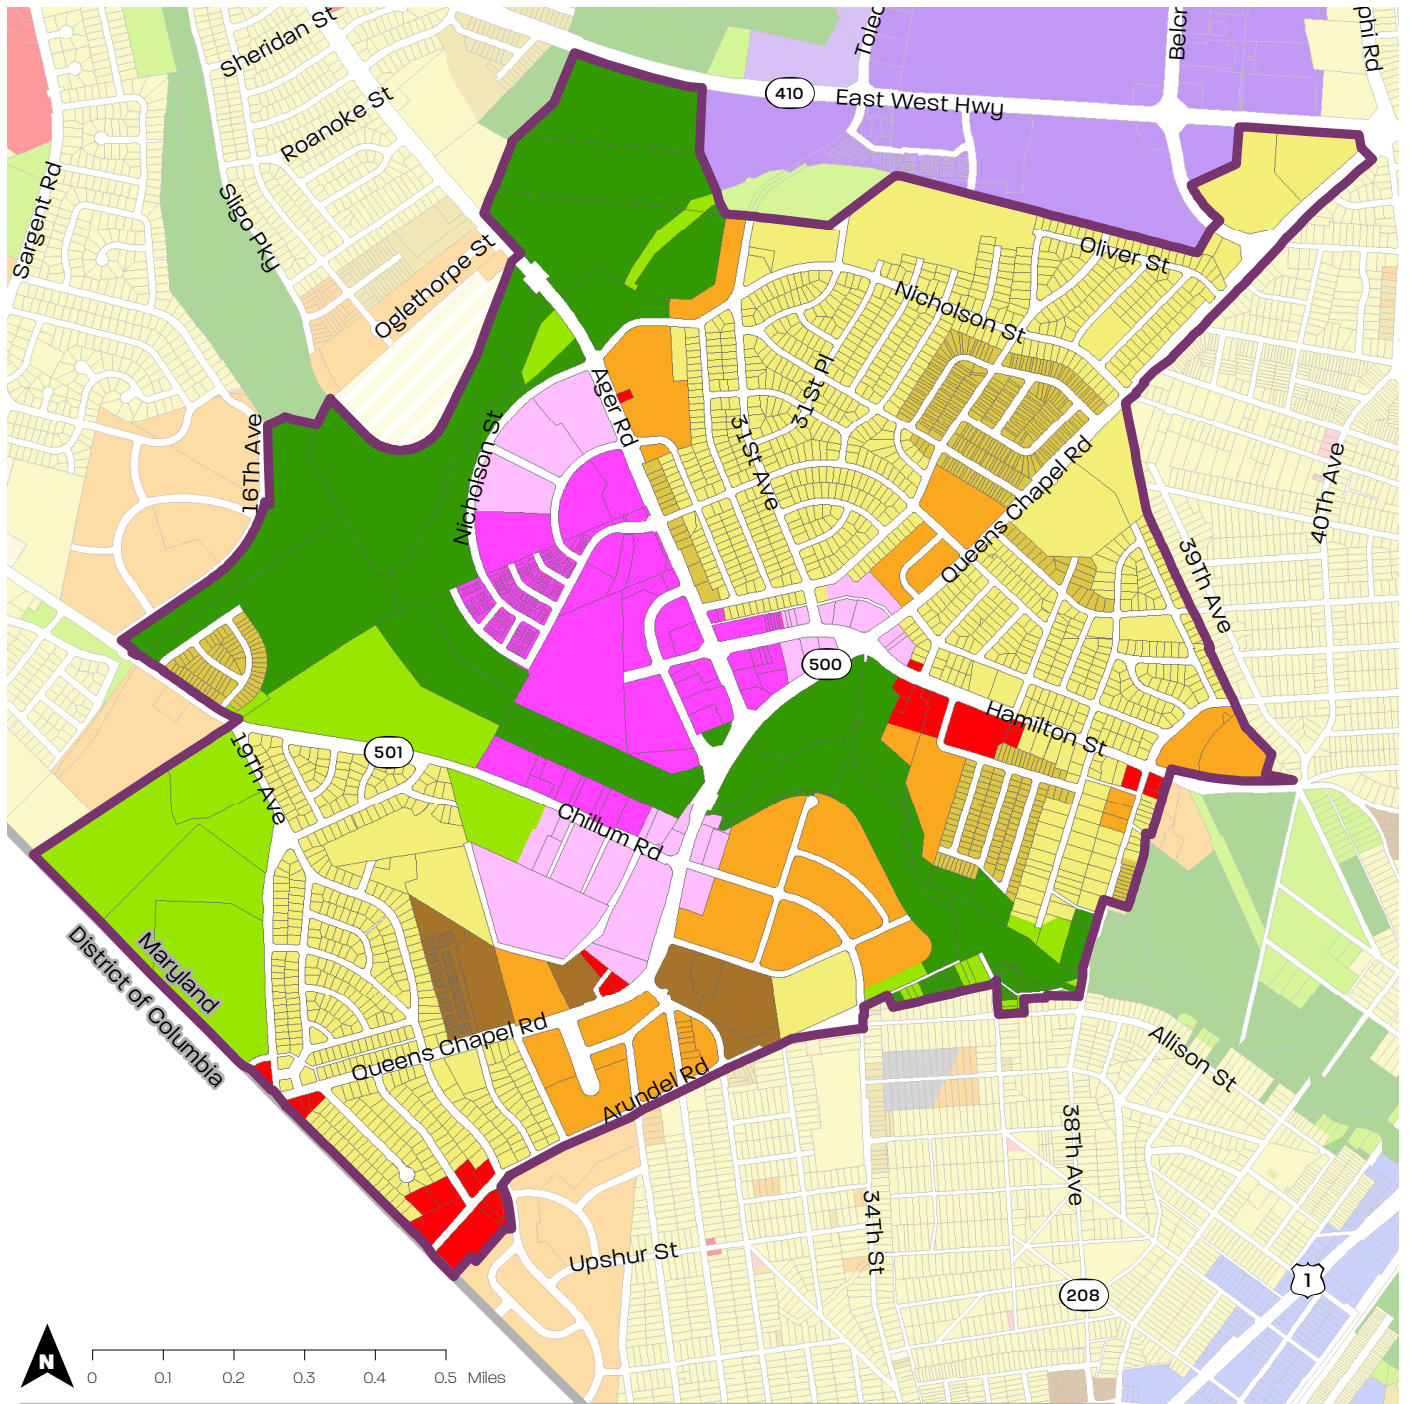 Sheridan St
Roanoke St
Sargent Rd
Sligo Pky
Oglethorpe St
410
East West Hwy
Oliver St
Nicholson St
31St Pl
31St Ave
Ager Rd
Nicholson St
16Th Ave
Queens Chapel Rd
40Th Ave
39Th Ave
500
Hamilton St
501
19Th Ave
Chillum Rd
Maryland
District of Columbia
Queens Chapel Rd
Arundel Rd
Allison St
38Th Ave
34Th St
Upshur St
208
1
N
0 0.1 0.2 0.3 0.4 0.5 Miles